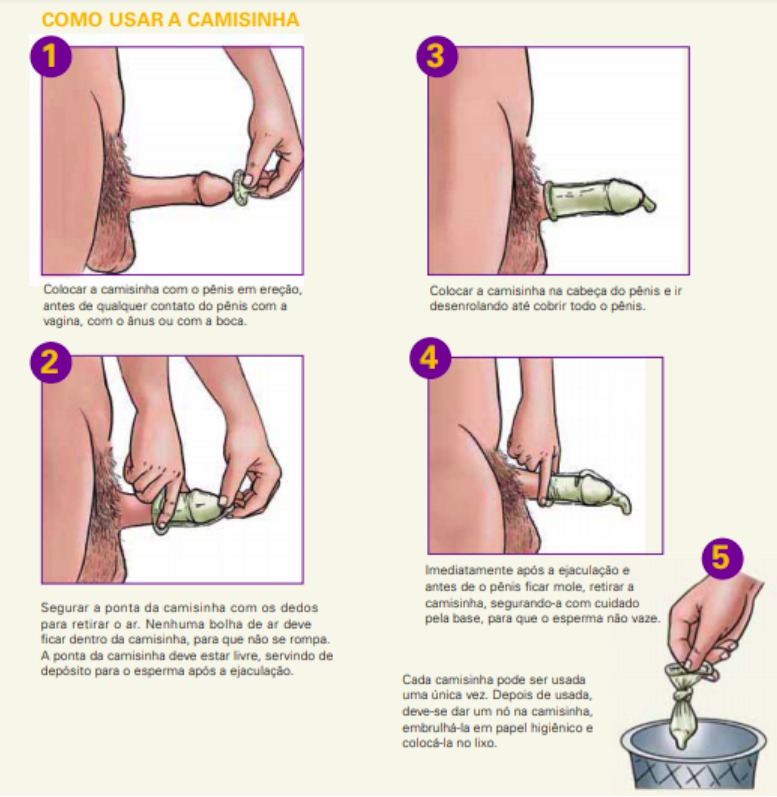 COMO USAR A CAMISINHA
1
Colocar a camisinha com o pênis em ereção,
antes de qualquer contato do pênis com a
vagina, com o ânus ou com a boca.
2
Segurar a ponta da camisinha com os dedos
para retirar o ar. Nenhuma bolha de ar deve
ficar dentro da camisinha, para que não se rompa.
A ponta da camisinha deve estar livre, servindo de
depósito para o esperma após a ejaculação.
3
Colocar a camisinha na cabeça do pênis e ir
desenrolando até cobrir todo o pênis.
4
Imediatamente após a ejaculação e
antes de o pênis ficar mole, retirar a
camisinha, segurando-a com cuidado
pela base, para que o esperma não vaze.
5
Cada camisinha pode ser usada
uma única vez. Depois de usada,
deve-se dar um nó na camisinha,
embrulhá-la em papel higiênico e
colocá-la no lixo.